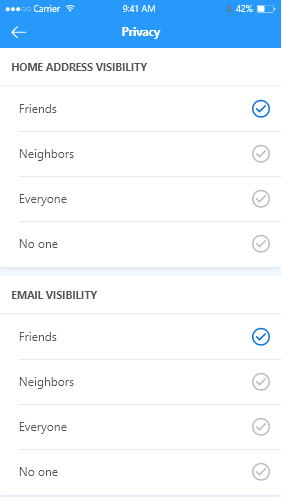 Carrier 9:41 AM 42%
Privacy
HOME ADDRESS VISIBILITY
Friends
Neighbors
Everyone
No one
EMAIL VISIBILITY
Friends
Neighbors
Everyone
No one